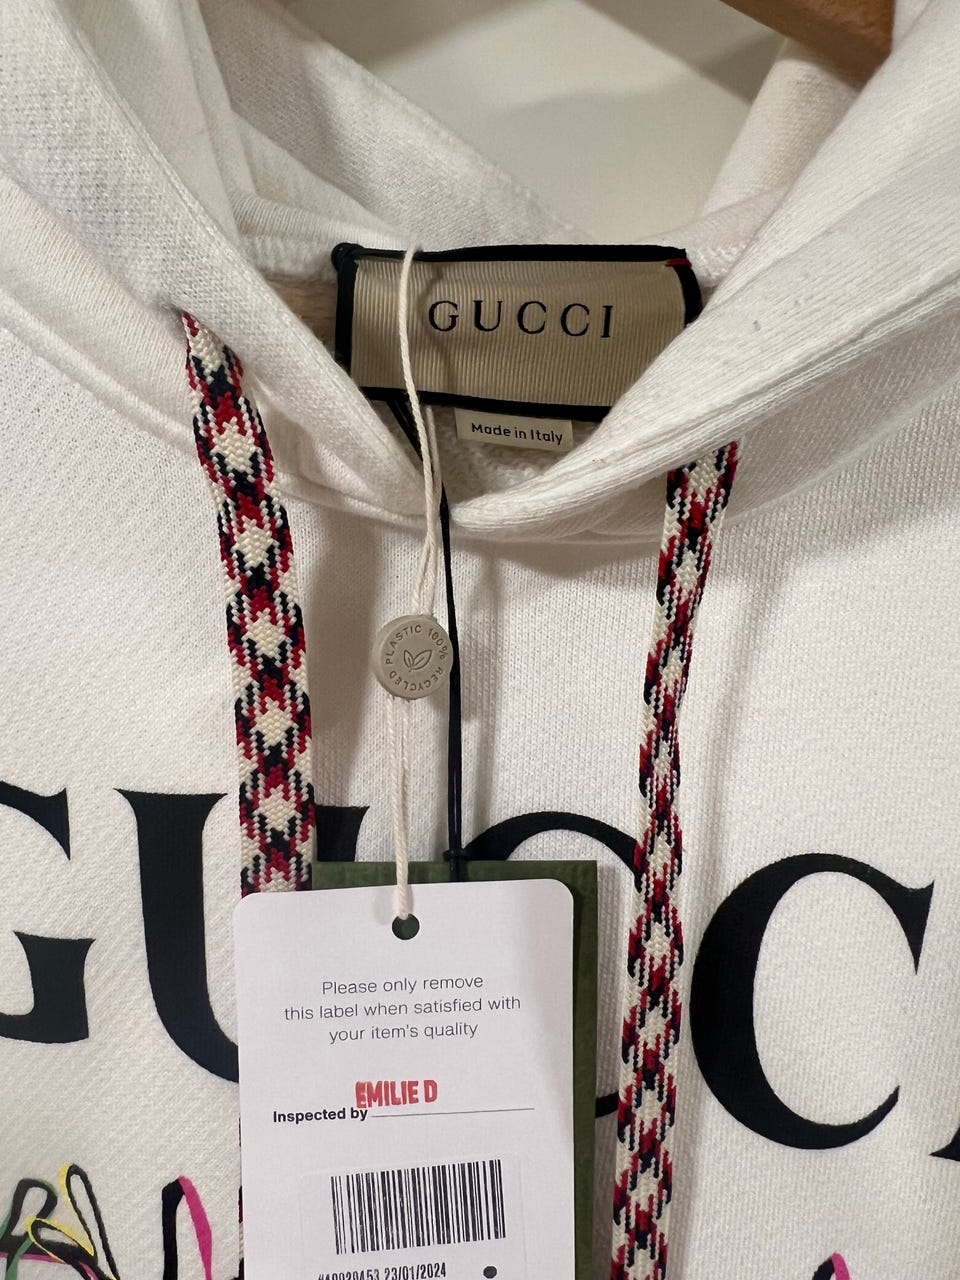 GUCCI
Made in Italy
PLASTIC 100% RECYCLED
GUCCI
Please only remove
this label when satisfied with
your item's quality
EMILIE D
Inspected by
23/01/2024